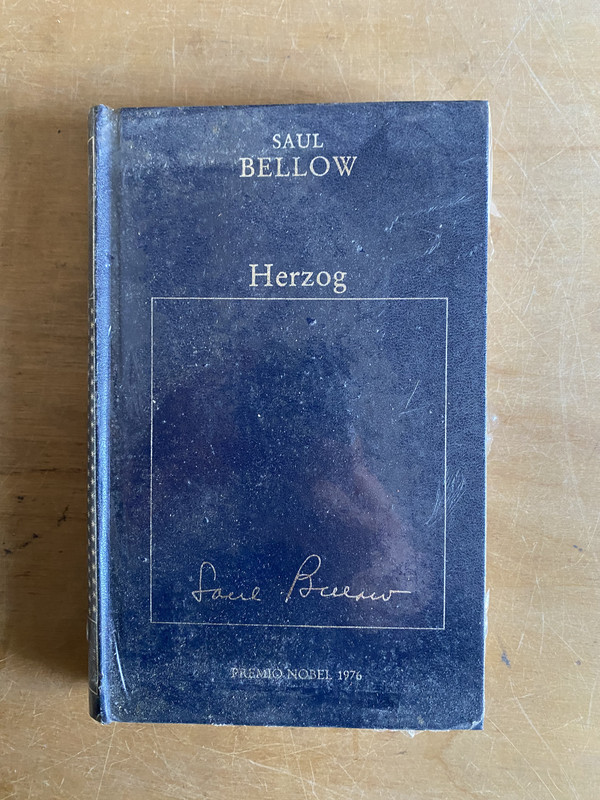 SAUL
BELLOW
Herzog
Saul Bellow
PREMIO NOBEL 1976